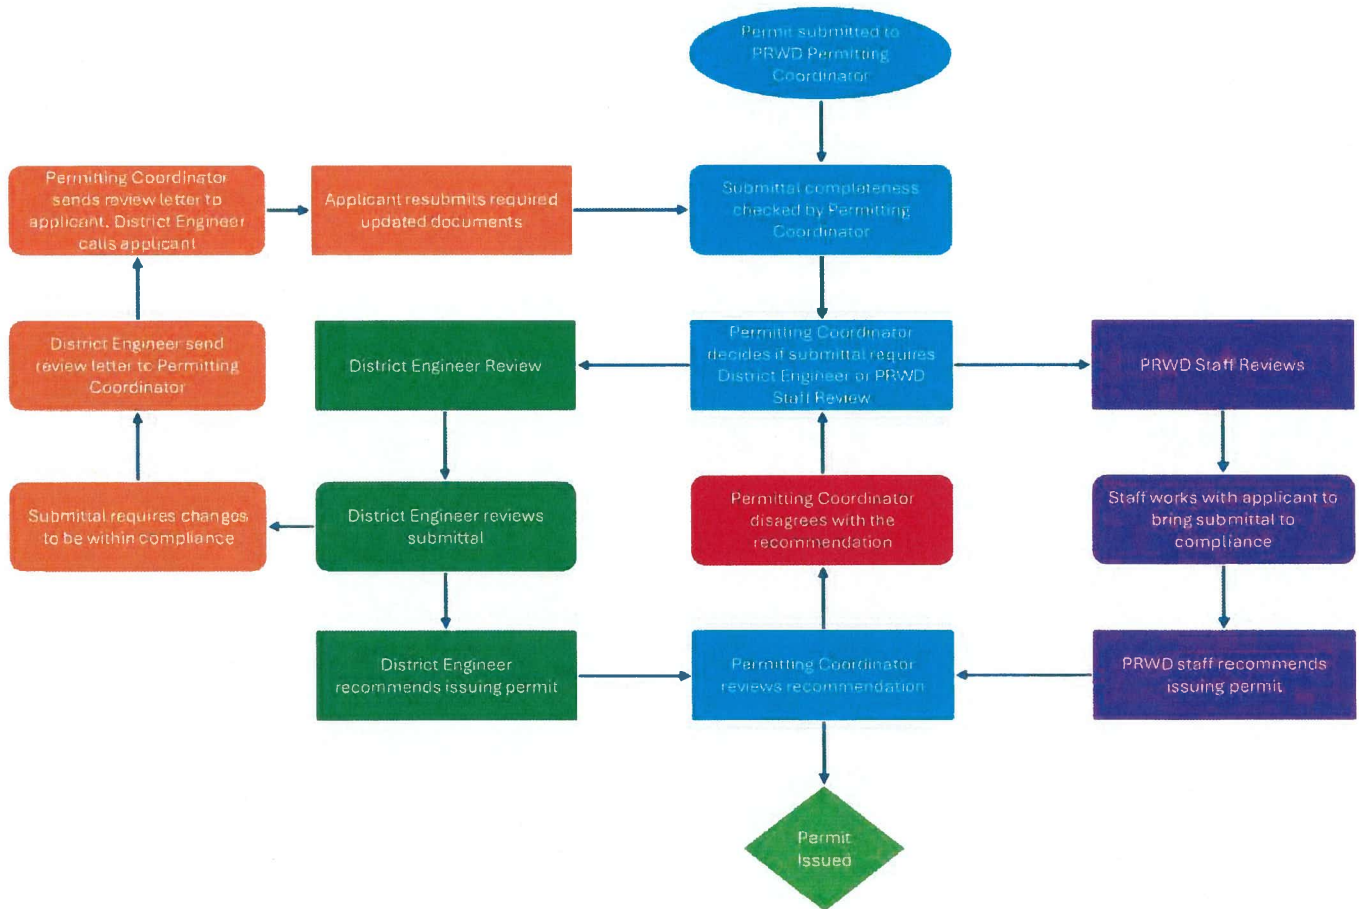 Permit submitted to
PRWD Permitting
Coordinator
Permitting Coordinator
sends review letter to
applicant. District Engineer
calls applicant
Applicant resubmits required
updated documents
Submittal completeness
checked by Permitting
Coordinator
District Engineer send
review letter to Permitting
Coordinator
District Engineer Review
Permitting Coordinator
decides if submittal requires
District Engineer or PRWD
Staff Review
PRWD Staff Reviews
Submittal requires changes
to be within compliance
District Engineer reviews
submittal
Permitting Coordinator
disagrees with the
recommendation
Staff works with applicant to
bring submittal to
compliance
District Engineer
recommends issuing permit
Permitting Coordinator
reviews recommendation
PRWD staff recommends
issuing permit
Permit
Issued